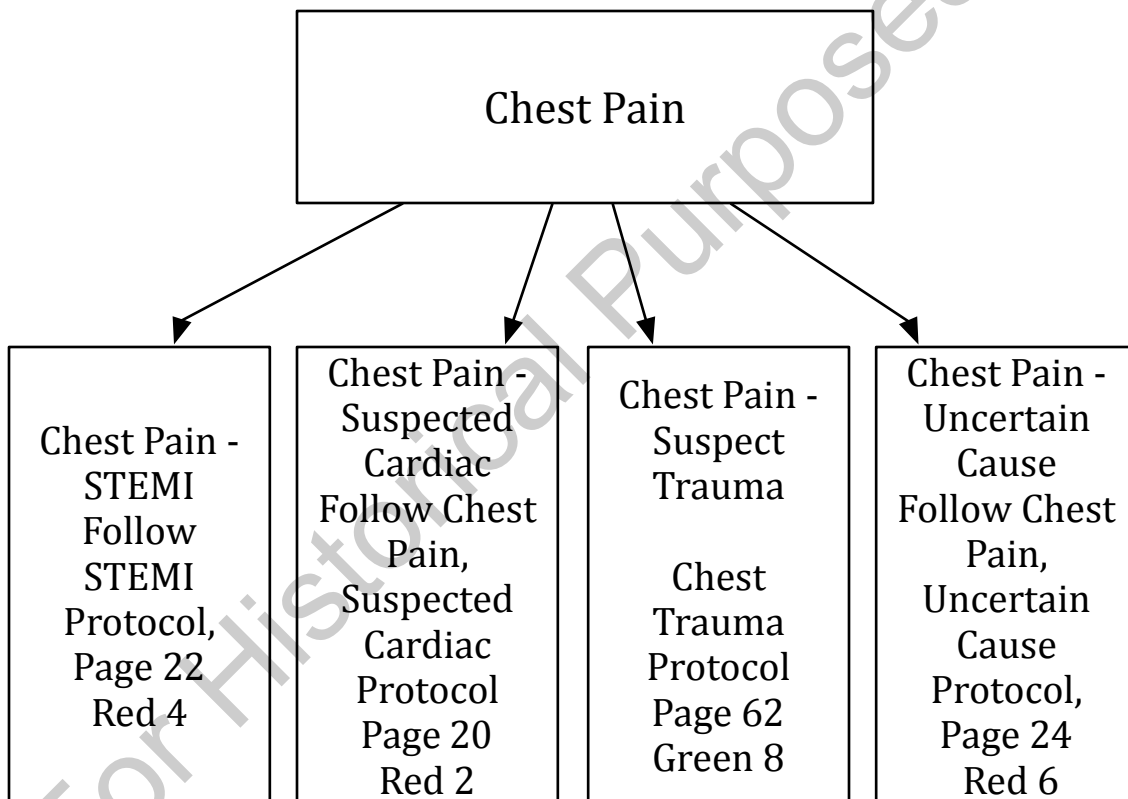 Chest Pain
Chest Pain -
STEMI
Follow
STEMI
Protocol,
Page 22
Red 4
Chest Pain -
Suspected
Cardiac
Follow Chest
Pain,
Suspected
Cardiac
Protocol
Page 20
Red 2
Chest Pain -
Suspect
Trauma
Chest
Trauma
Protocol
Page 62
Green 8
Chest Pain -
Uncertain
Cause
Follow Chest
Pain,
Uncertain
Cause
Protocol,
Page 24
Red 6
For Historical Purposes